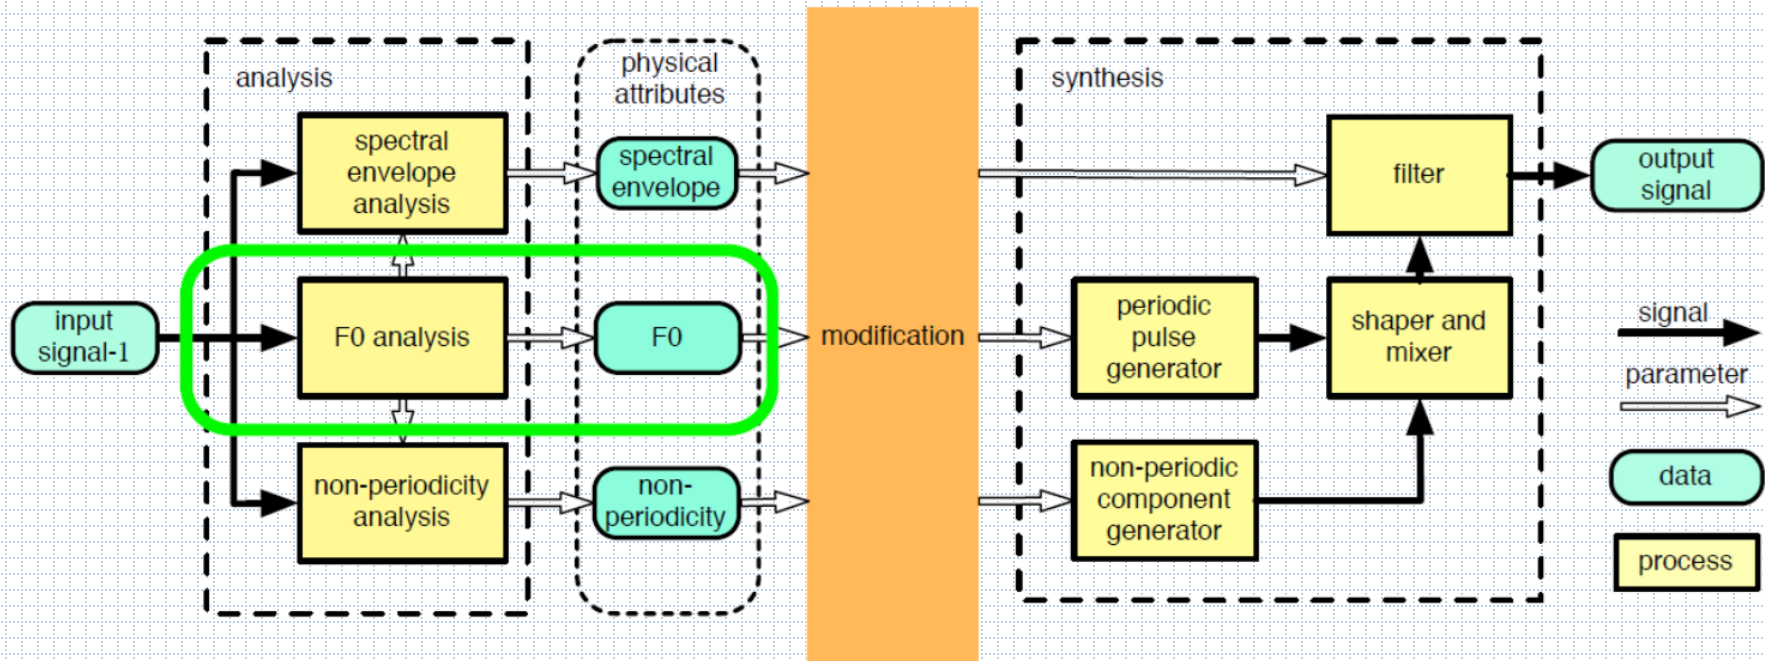 analysis
physical
attributes
spectral
envelope
analysis
spectral
envelope
input
signal-1
F0 analysis
F0
non-periodicity
analysis
non-
periodicity
modification
synthesis
filter
output
signal
periodic
pulse
generator
shaper and
mixer
non-periodic
component
generator
signal
parameter
data
process